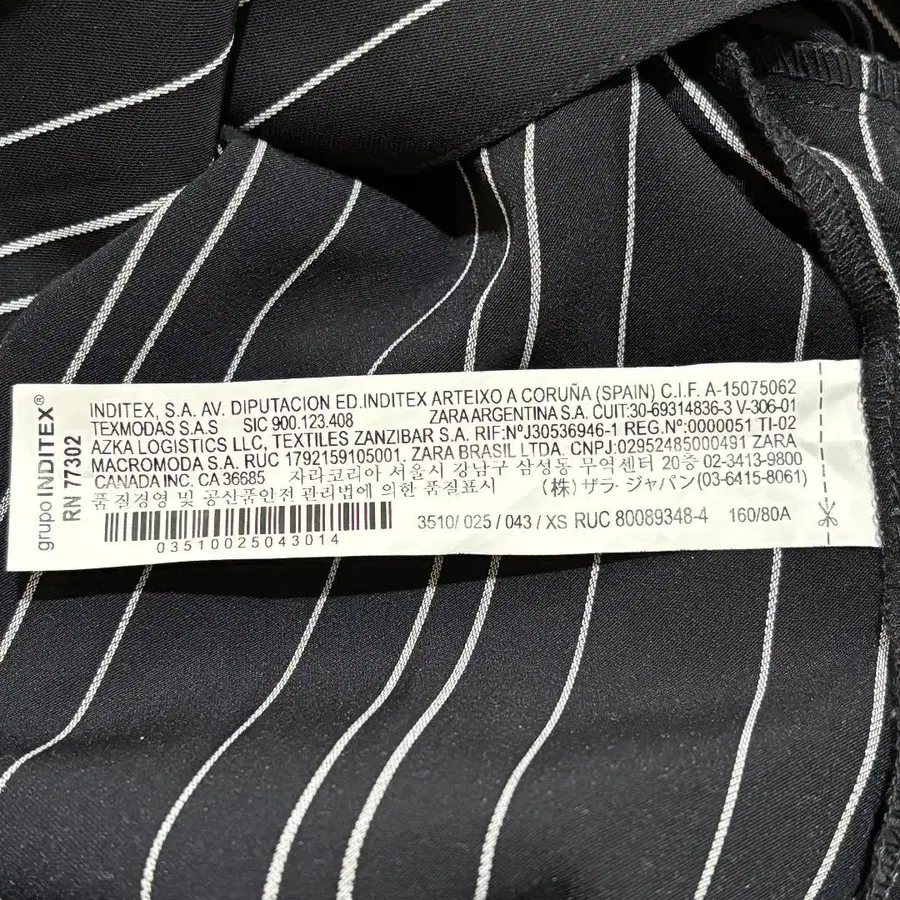 grupo INDITEX®
RN 77302
INDITEX, S.A. AV. DIPUTACION ED.INDITEX ARTEIXO A CORUÑA (SPAIN) C.I.F. A-15075062
TEXMODAS S.A.S SIC 900.123.408 ZARA ARGENTINA S.A. CUIT:30-69314836-3 V-306-01
AZKA LOGISTICS LLC, TEXTILES ZANZIBAR S.A. RIF:NºJ30536946-1 REG.Nº:0000051 TI-02
MACROMODA S.A. RUC 1792159105001. ZARA BRASIL LTDA. CNPJ:02952485000491 ZARA
CANADA INC. CA 36685 자라코리아 서울시 강남구 삼성동 무역센터 20층 02-3413-9800
품질경영 및 공산품안전 관리법에 의한 품질표시 (株) ザラ・ジャパン(03-6415-8061)
3510/ 025 / 043 / XS RUC 80089348-4 160/80A
03510025043014